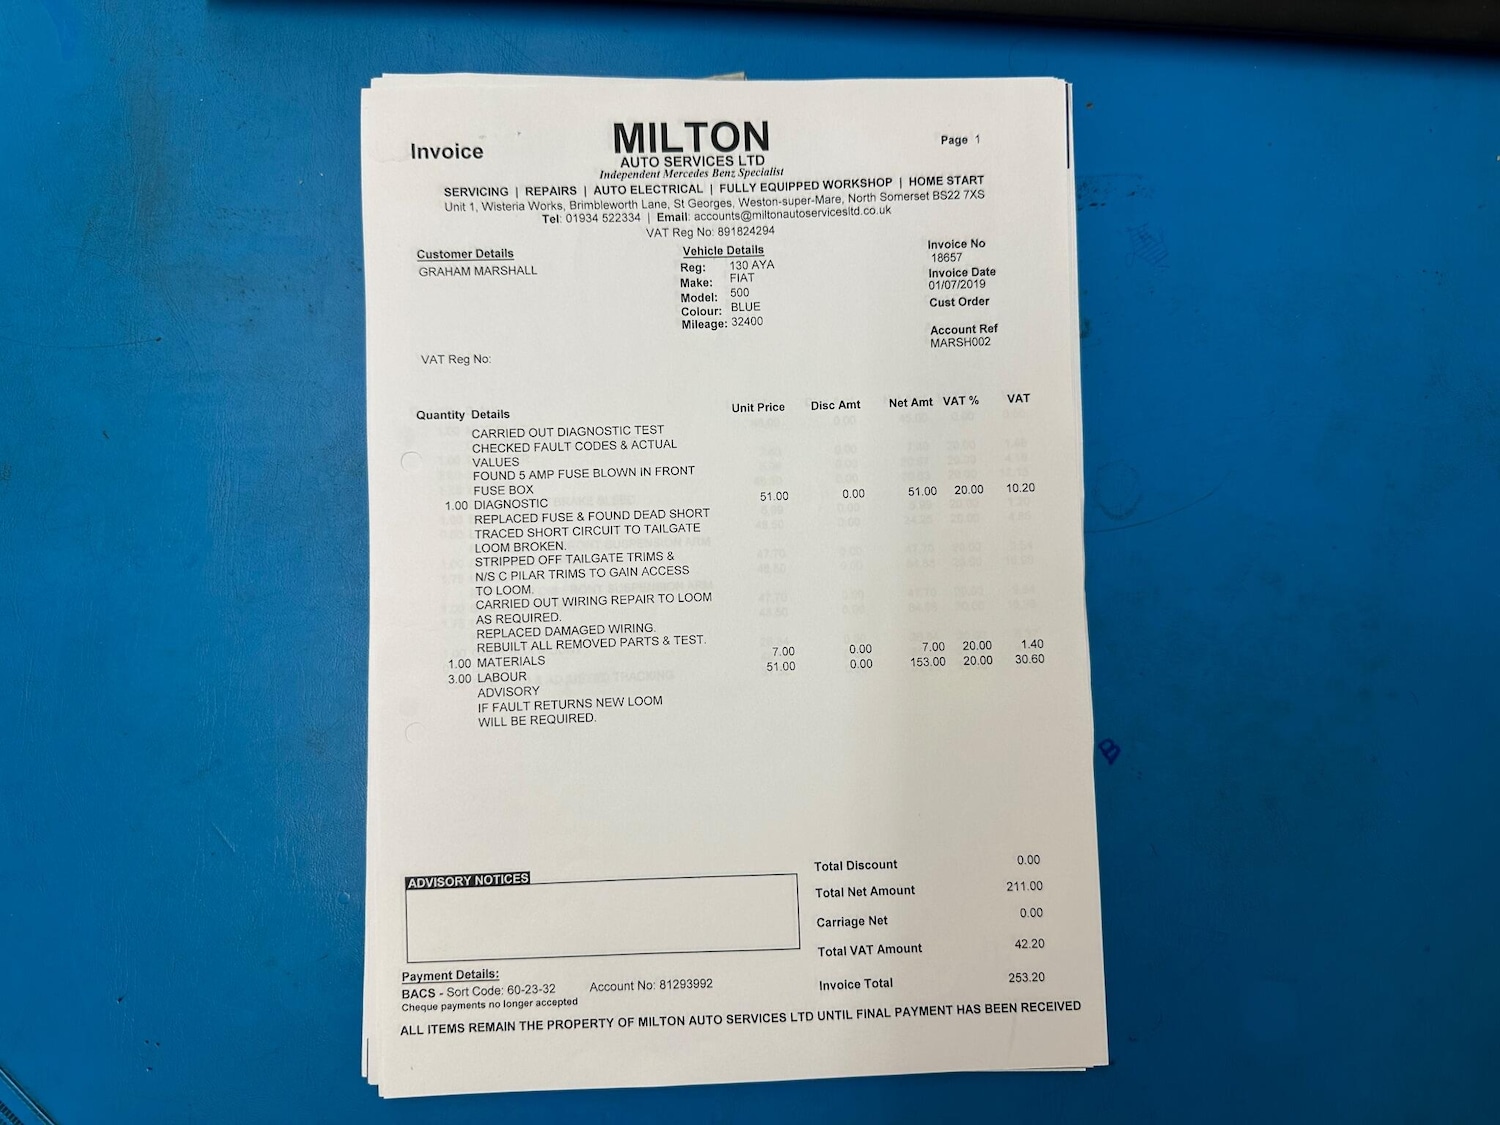 Invoice
MILTON
AUTO SERVICES LTD
Independent Mercedes Benz Specialist
Page 1
SERVICING | REPAIRS | AUTO ELECTRICAL | FULLY EQUIPPED WORKSHOP | HOME START
Unit 1, Wisteria Works, Brimbleworth Lane, St Georges, Weston-super-Mare, North Somerset BS22 7XS
Tel: 01934 522334 | Email: accounts@miltonautoservicesltd.co.uk
VAT Reg No: 891824294
Customer Details
GRAHAM MARSHALL
VAT Reg No:
Vehicle Details
Reg: 130 AYA
Make: FIAT
Model: 500
Colour: BLUE
Mileage: 32400
Invoice No
18657
Invoice Date
01/07/2019
Cust Order
Account Ref
MARSH002
Quantity Details Unit Price Disc Amt Net Amt VAT % VAT
CARRIED OUT DIAGNOSTIC TEST
CHECKED FAULT CODES & ACTUAL
VALUES
FOUND 5 AMP FUSE BLOWN IN FRONT
FUSE BOX
1.00 DIAGNOSTIC 51.00 0.00 51.00 20.00 10.20
REPLACED FUSE & FOUND DEAD SHORT
TRACED SHORT CIRCUIT TO TAILGATE
LOOM BROKEN.
STRIPPED OFF TAILGATE TRIMS &
N/S C PILAR TRIMS TO GAIN ACCESS
TO LOOM.
CARRIED OUT WIRING REPAIR TO LOOM
AS REQUIRED.
REPLACED DAMAGED WIRING.
REBUILT ALL REMOVED PARTS & TEST.
1.00 MATERIALS 7.00 0.00 7.00 20.00 1.40
3.00 LABOUR 51.00 0.00 153.00 20.00 30.60
ADVISORY
IF FAULT RETURNS NEW LOOM
WILL BE REQUIRED.
ADVISORY NOTICES
Total Discount 0.00
Total Net Amount 211.00
Carriage Net 0.00
Total VAT Amount 42.20
Invoice Total 253.20
Payment Details:
BACS - Sort Code: 60-23-32 Account No: 81293992
Cheque payments no longer accepted
ALL ITEMS REMAIN THE PROPERTY OF MILTON AUTO SERVICES LTD UNTIL FINAL PAYMENT HAS BEEN RECEIVED
B